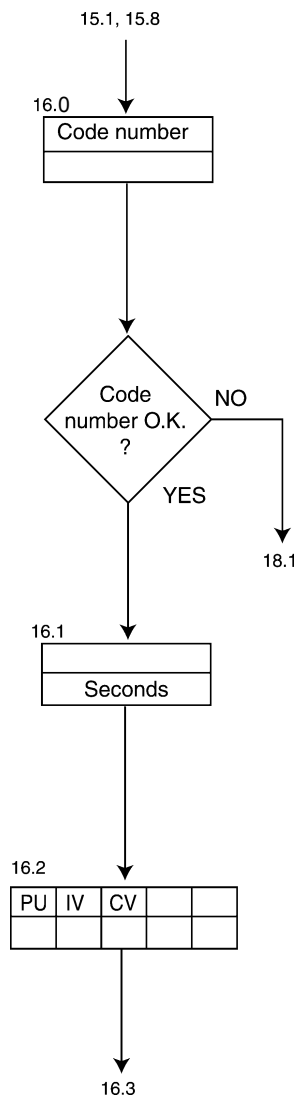 15.1, 15.8
16.0
Code number
Code
number O.K.
?
NO
YES
18.1
16.1
Seconds
16.2
PU IV CV
16.3